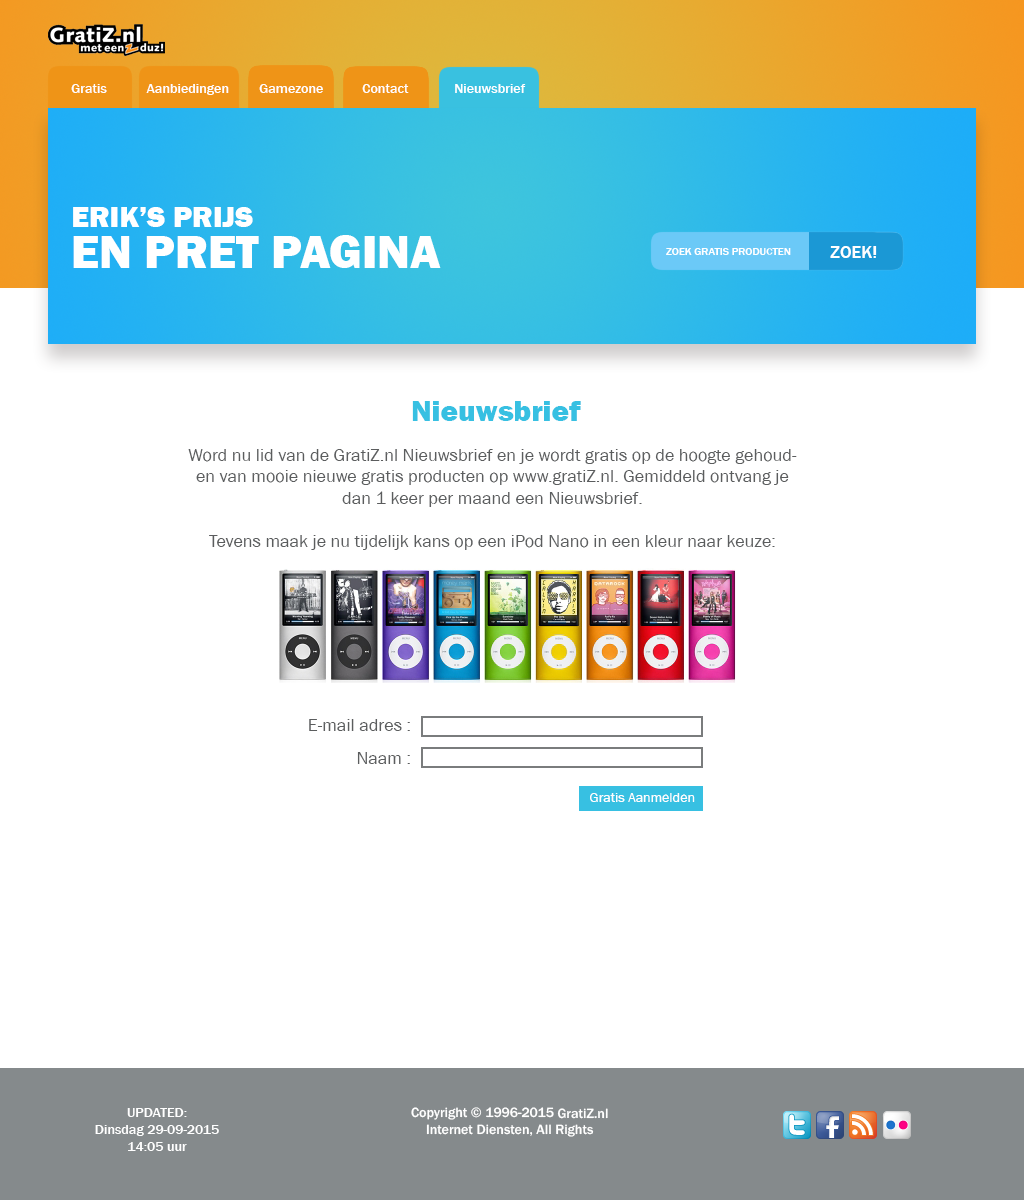 GratiZ.nl
met een Z duz!
Gratis
Aanbiedingen
Gamezone
Contact
Nieuwsbrief
ERIK'S PRIJS
EN PRET PAGINA
ZOEK GRATIS PRODUCTEN
ZOEK!
Nieuwsbrief
Word nu lid van de GratiZ.nl Nieuwsbrief en je wordt gratis op de hoogte gehoud-
en van mooie nieuwe gratis producten op www.gratiZ.nl. Gemiddeld ontvang je
dan 1 keer per maand een Nieuwsbrief.
Tevens maak je nu tijdelijk kans op een iPod Nano in een kleur naar keuze:
E-mail adres :
Naam :
Gratis Aanmelden
UPDATED:
Dinsdag 29-09-2015
14:05 uur
Copyright © 1996-2015 GratiZ.nl
Internet Diensten, All Rights